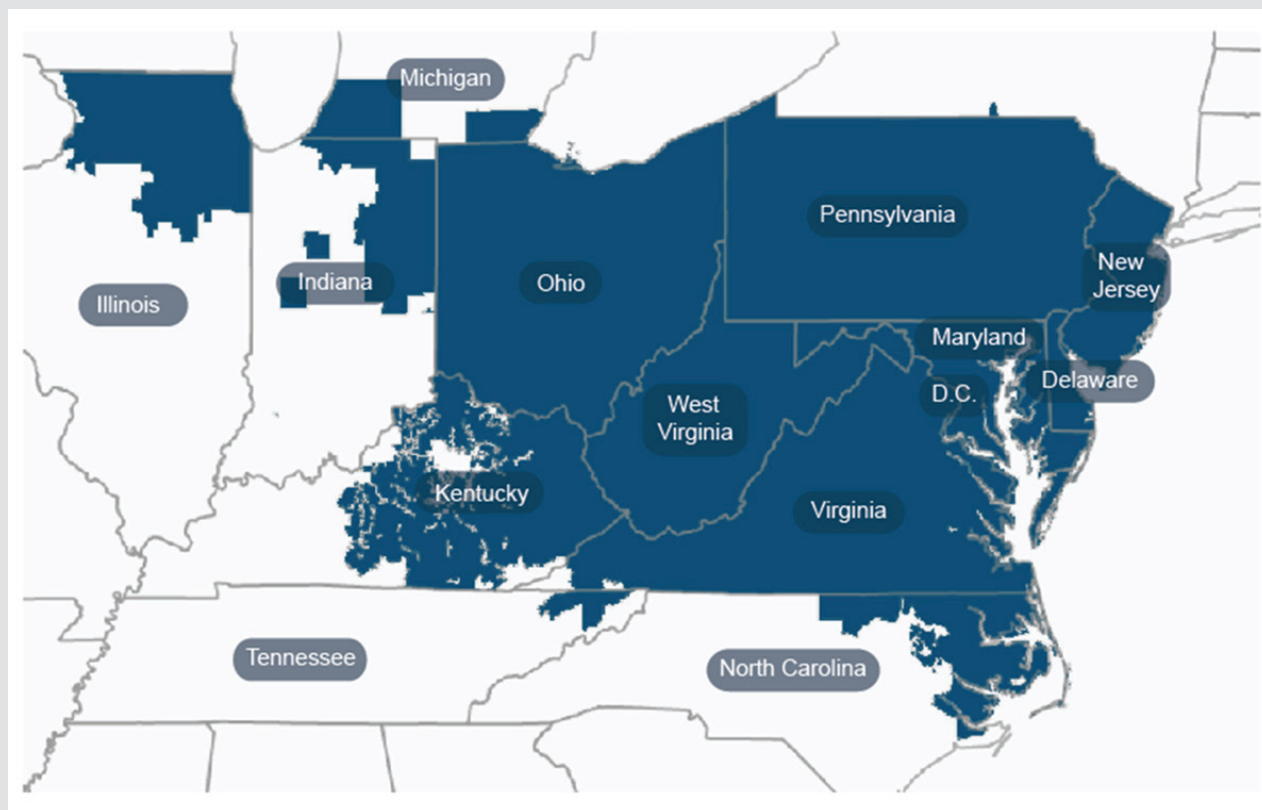 Michigan
Pennsylvania
New
Jersey
Illinois
Indiana
Ohio
Maryland
Delaware
D.C.
West
Virginia
Kentucky
Virginia
Tennessee
North Carolina